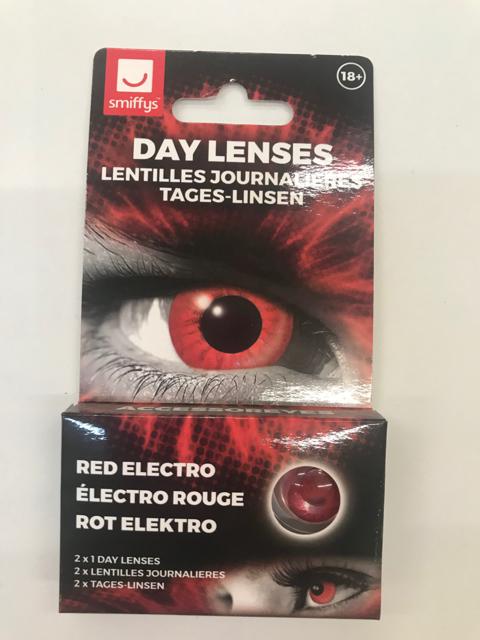 smiffys
18+
DAY LENSES
LENTILLES JOURNALIERES
TAGES-LINSEN
ACCESSOREYES
RED ELECTRO
ÉLECTRO ROUGE
ROT ELEKTRO
2 x 1 DAY LENSES
2 x LENTILLES JOURNALIERES
2 x TAGES-LINSEN